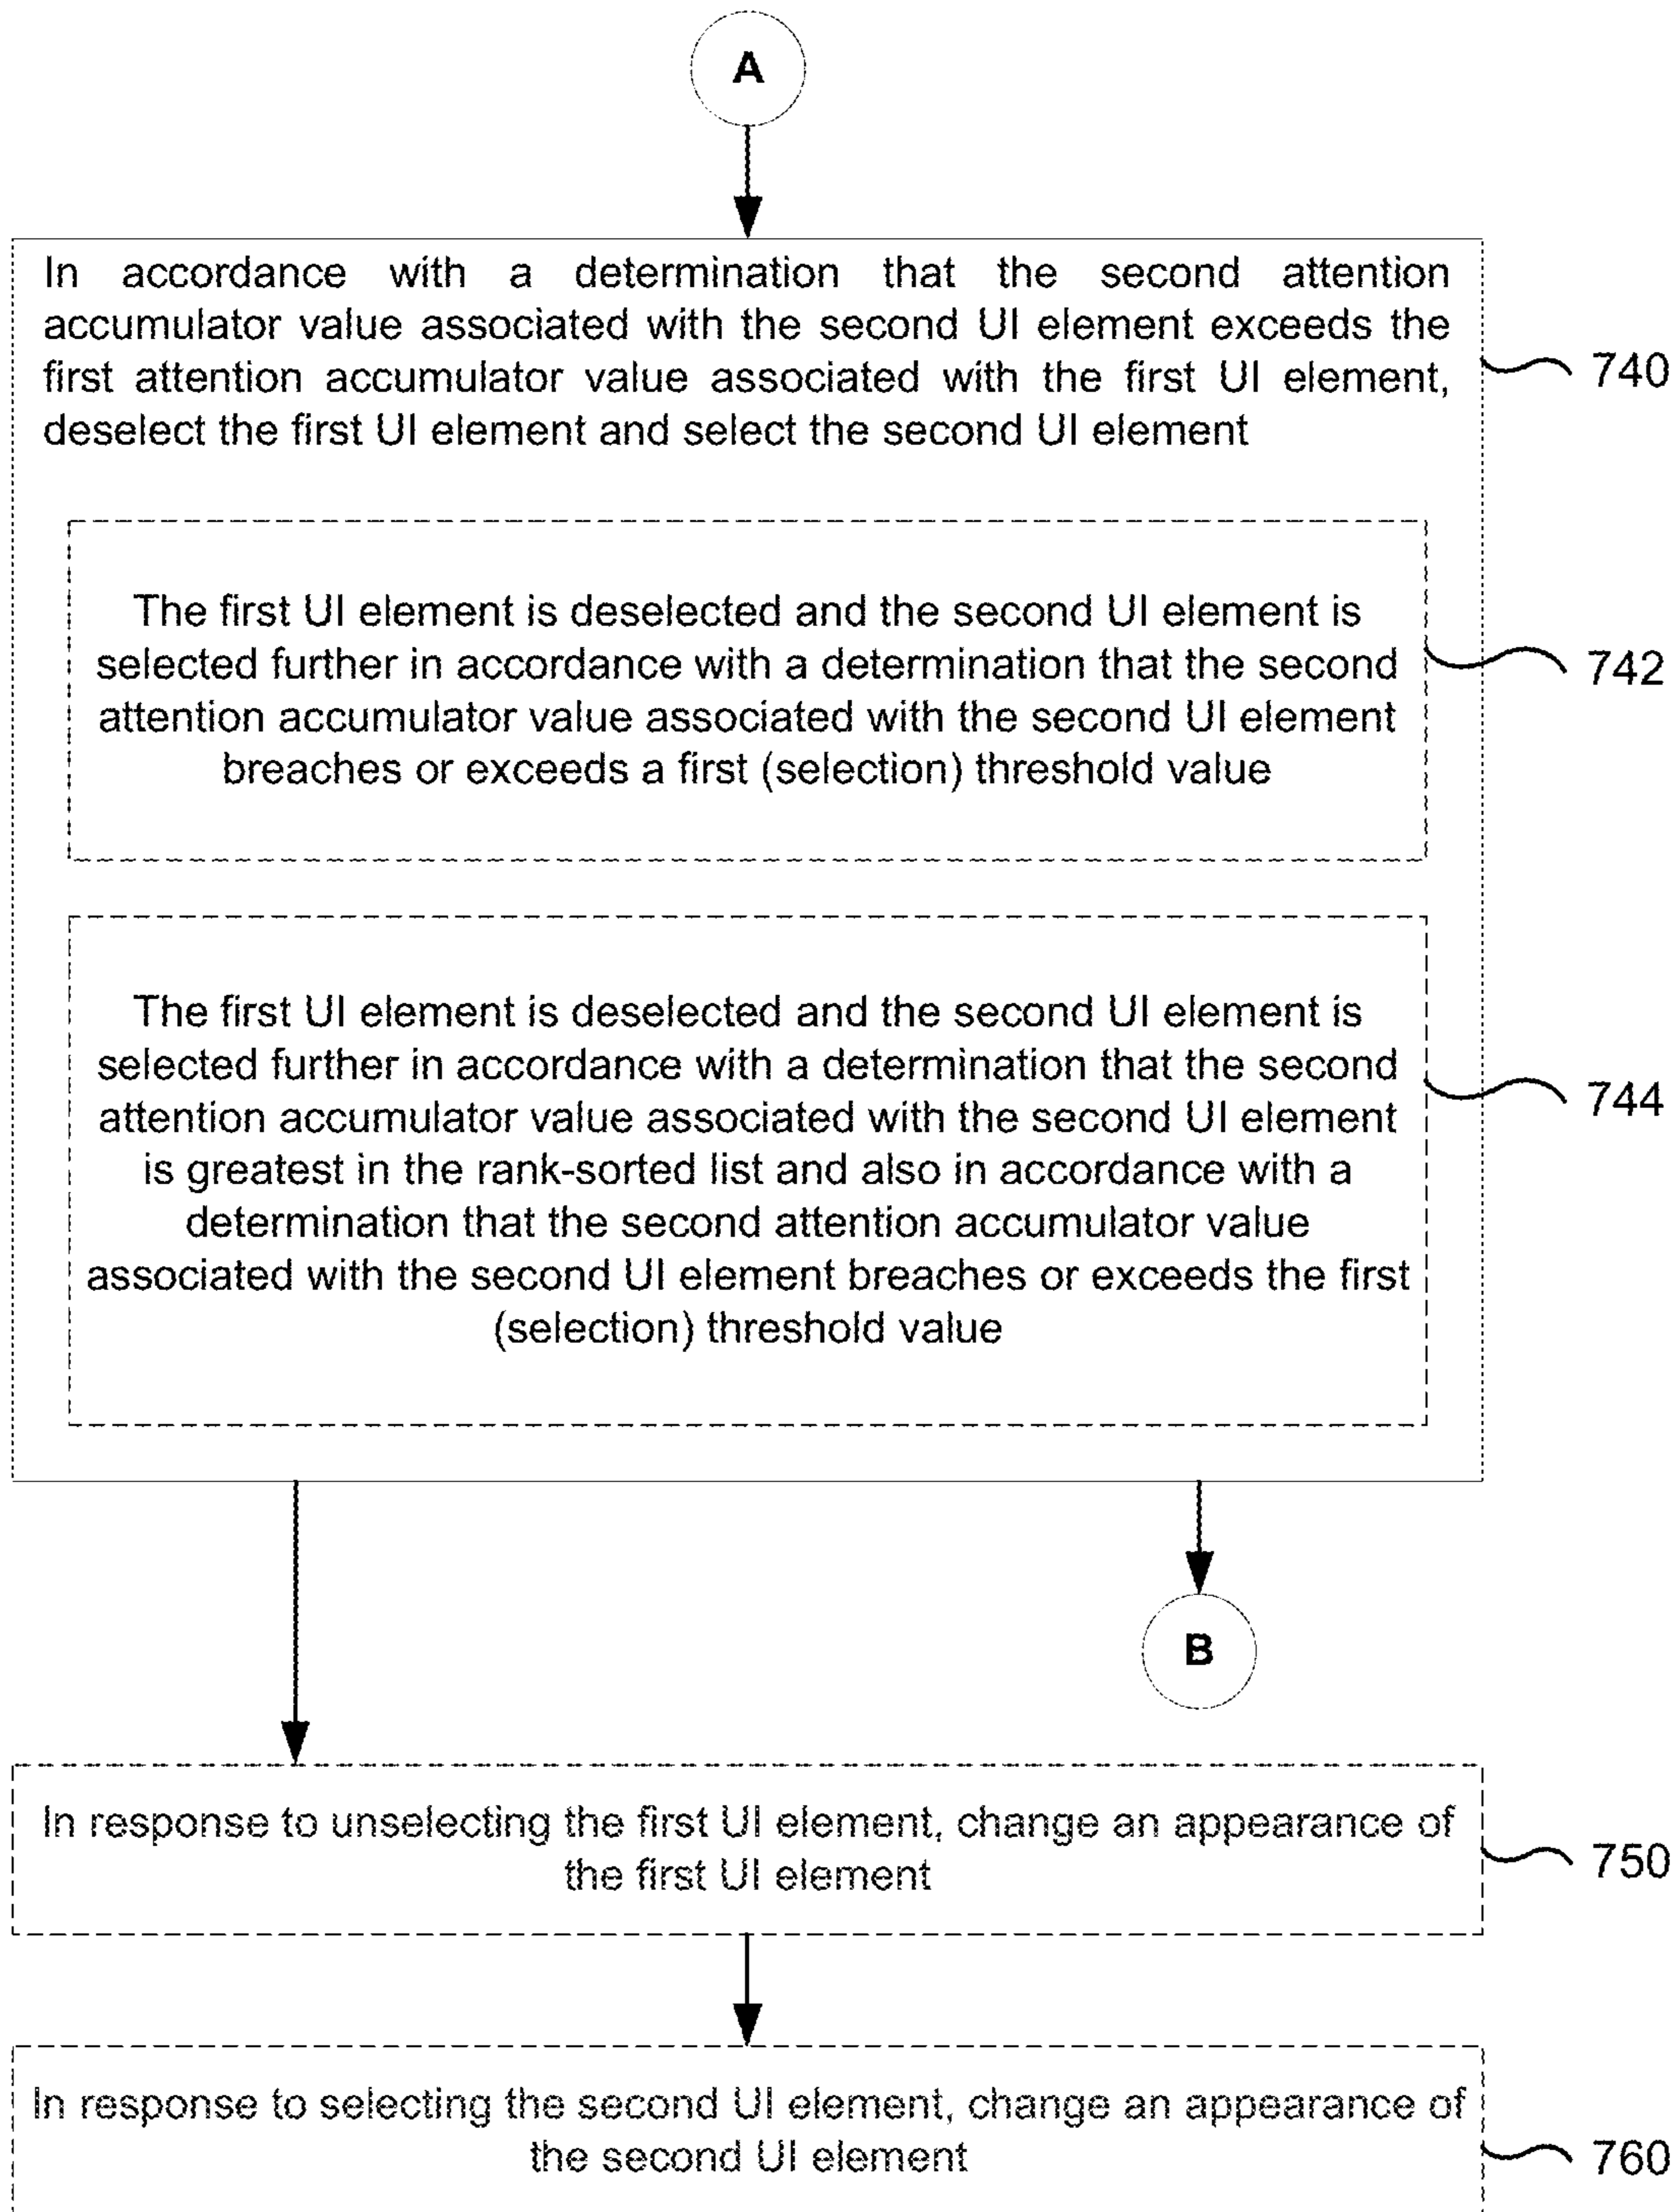 A
In accordance with a determination that the second attention
accumulator value associated with the second UI element exceeds the
first attention accumulator value associated with the first UI element,
deselect the first UI element and select the second UI element
740
The first UI element is deselected and the second UI element is
selected further in accordance with a determination that the second
attention accumulator value associated with the second UI element
breaches or exceeds a first (selection) threshold value
742
The first UI element is deselected and the second UI element is
selected further in accordance with a determination that the second
attention accumulator value associated with the second UI element
is greatest in the rank-sorted list and also in accordance with a
determination that the second attention accumulator value
associated with the second UI element breaches or exceeds the first
(selection) threshold value
744
B
In response to unselecting the first UI element, change an appearance of
the first UI element
750
In response to selecting the second UI element, change an appearance of
the second UI element
760